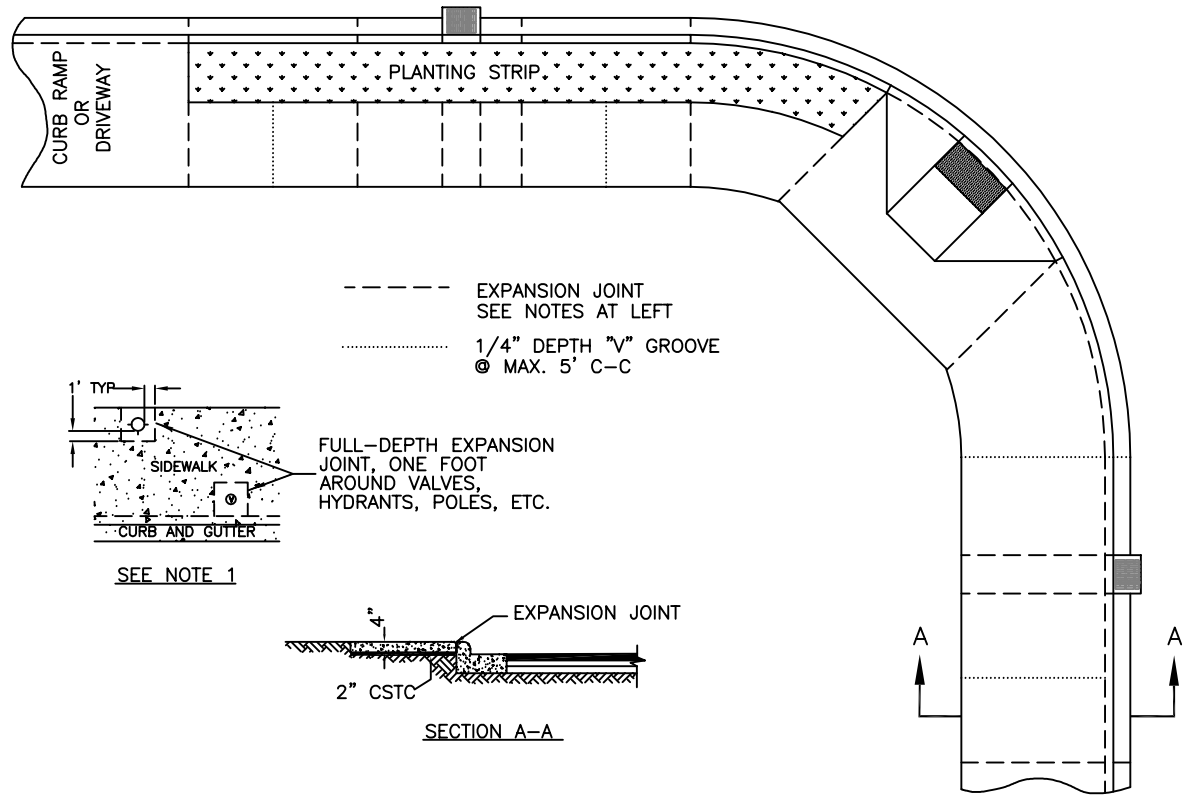 CURB RAMP
OR
DRIVEWAY
PLANTING STRIP
EXPANSION JOINT
SEE NOTES AT LEFT
1/4" DEPTH "V" GROOVE
@ MAX. 5' C-C
1' TYP
SIDEWALK
V
CURB AND GUTTER
FULL-DEPTH EXPANSION
JOINT, ONE FOOT
AROUND VALVES,
HYDRANTS, POLES, ETC.
SEE NOTE 1
4"
EXPANSION JOINT
2" CSTC
SECTION A-A
A
A